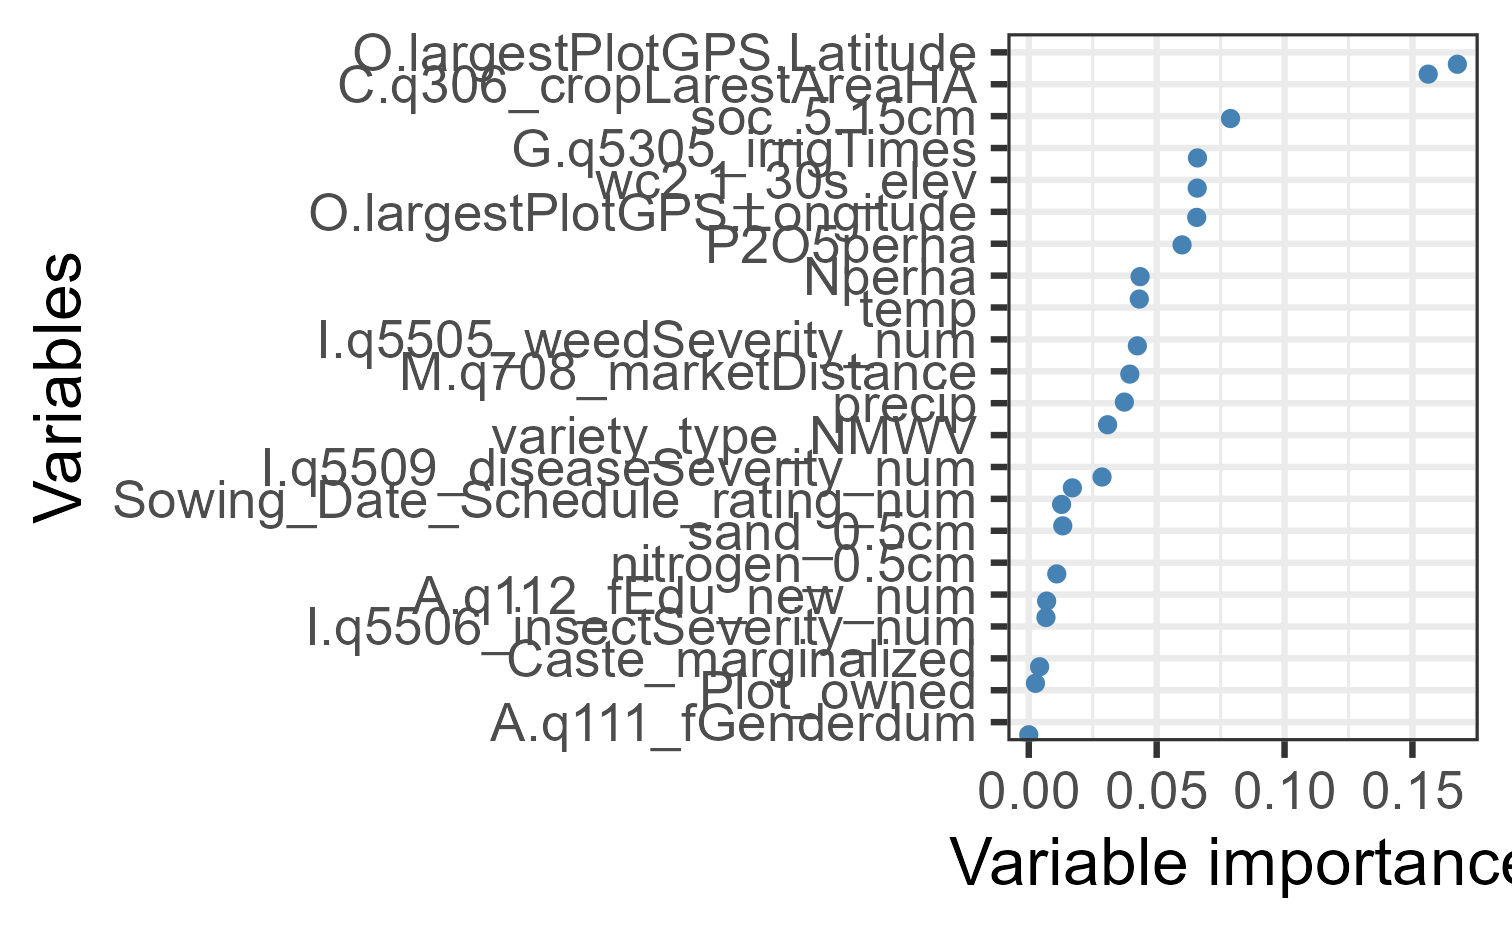 O.largestPlotGPS.Latitude
C.q306_cropLarestAreaHA
soc_5.15cm
G.q5305_irrigTimes
wc2.1_30s_elev
O.largestPlotGPS.Longitude
P2O5perha
Nperha
temp
I.q5505_weedSeverity_num
M.q708_marketDistance
precip
variety_type_NMWV
I.q5509_diseaseSeverity_num
Sowing_Date_Schedule_rating_num
sand_0.5cm
nitrogen_0.5cm
A.q112_fEdu_new_num
I.q5506_insectSeverity_num
Caste_marginalized
Plot_owned
A.q111_fGenderdum
Variables
0.00 0.05 0.10 0.15
Variable importance